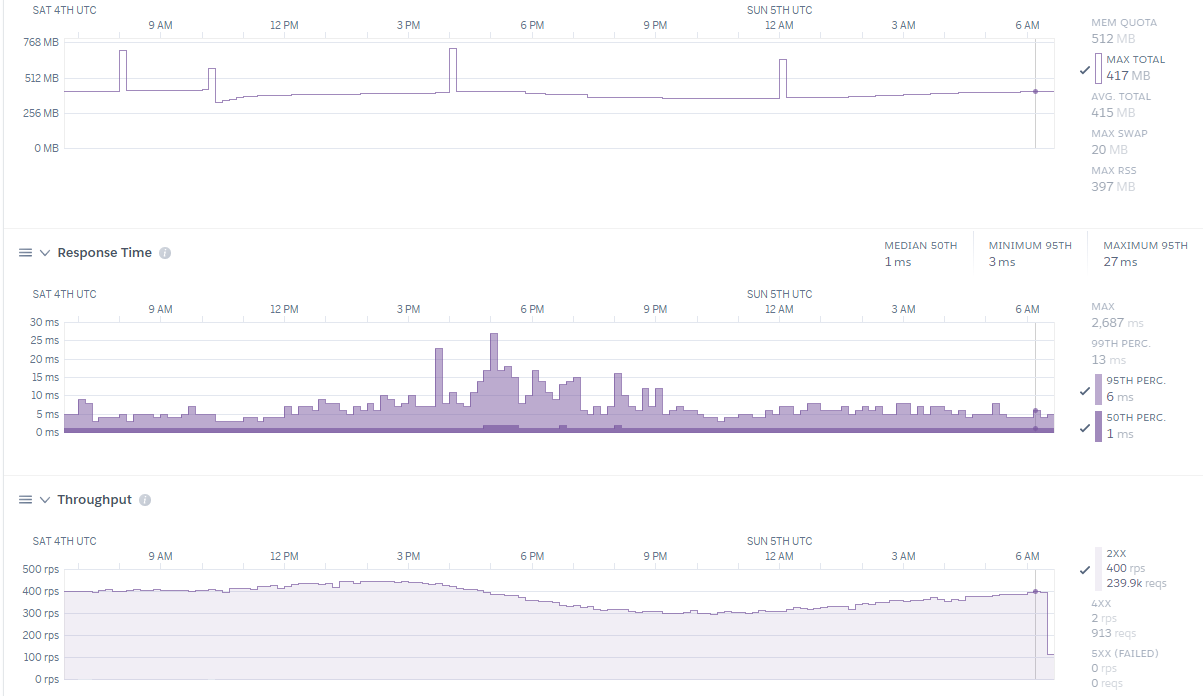 SAT 4TH UTC SUN 5TH UTC
9 AM 12 PM 3 PM 6 PM 9 PM 12 AM 3 AM 6 AM
768 MB
512 MB
256 MB
0 MB
MEM QUOTA
512 MB
MAX TOTAL
417 MB
AVG. TOTAL
415 MB
MAX SWAP
20 MB
MAX RSS
397 MB
Response Time i
MEDIAN 50TH MINIMUM 95TH MAXIMUM 95TH
1 ms 3 ms 27 ms
SAT 4TH UTC SUN 5TH UTC
9 AM 12 PM 3 PM 6 PM 9 PM 12 AM 3 AM 6 AM
30 ms
25 ms
20 ms
15 ms
10 ms
5 ms
0 ms
MAX
2,687 ms
99TH PERC.
13 ms
95TH PERC.
6 ms
50TH PERC.
1 ms
Throughput i
SAT 4TH UTC SUN 5TH UTC
9 AM 12 PM 3 PM 6 PM 9 PM 12 AM 3 AM 6 AM
500 rps
400 rps
300 rps
200 rps
100 rps
0 rps
2XX
400 rps
239.9k reqs
4XX
2 rps
913 reqs
5XX (FAILED)
0 rps
0 reqs